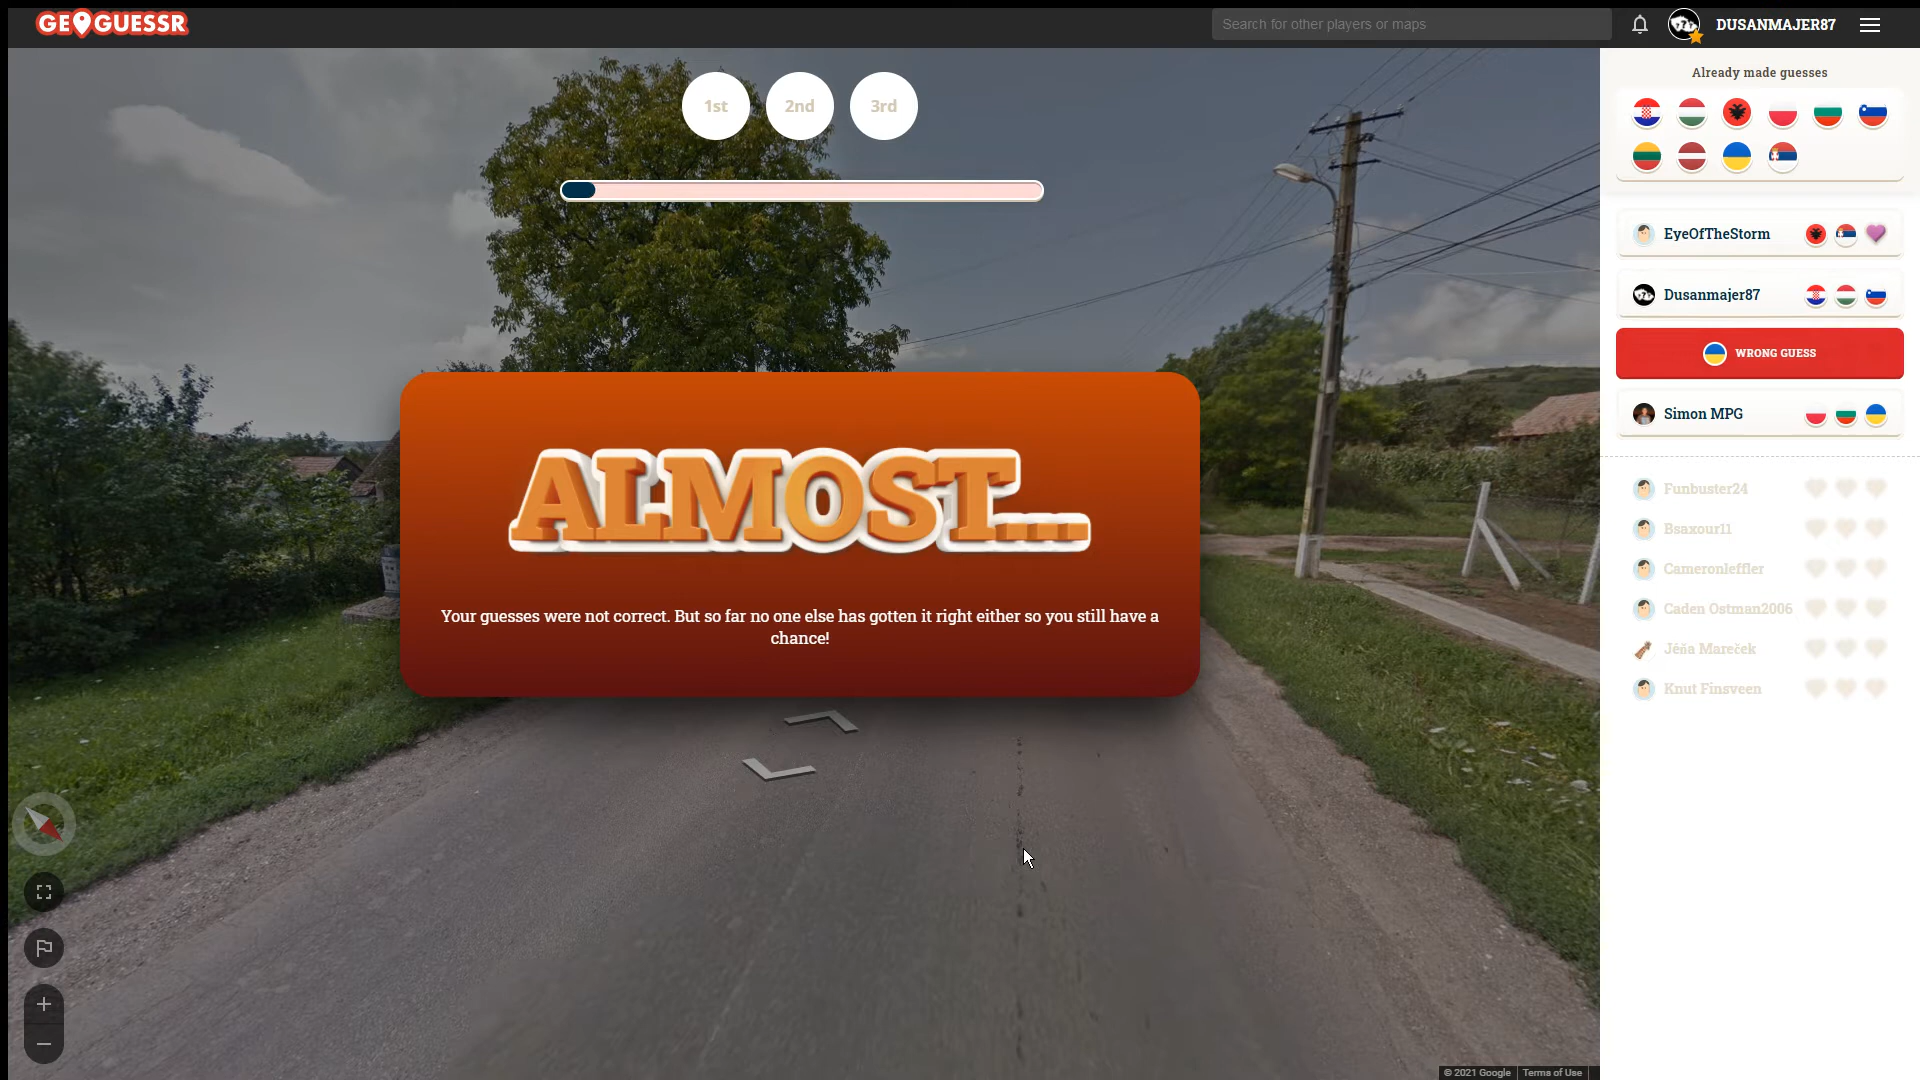 GEOGUESSR
Search for other players or maps
DUSANMAJER87
1st 2nd 3rd
Already made guesses
EyeOfTheStorm
Dusanmajer87
WRONG GUESS
Simon MPG
Funbuster24
Bsaxour11
Cameronleffler
Caden Ostman2006
Jéňa Mareček
Knut Finsveen
ALMOST...
Your guesses were not correct. But so far no one else has gotten it right either so you still have a
chance!
© 2021 Google
Terms of Use